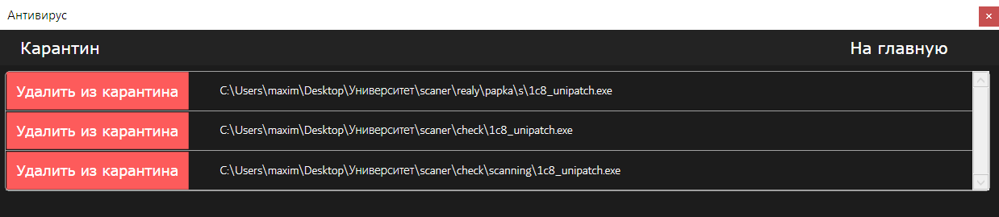 Антивирус
Карантин На главную
Удалить из карантина C:\Users\maxim\Desktop\Университет\scaner\realy\papka\s\1c8_unipatch.exe
Удалить из карантина C:\Users\maxim\Desktop\Университет\scaner\check\1c8_unipatch.exe
Удалить из карантина C:\Users\maxim\Desktop\Университет\scaner\check\scanning\1c8_unipatch.exe